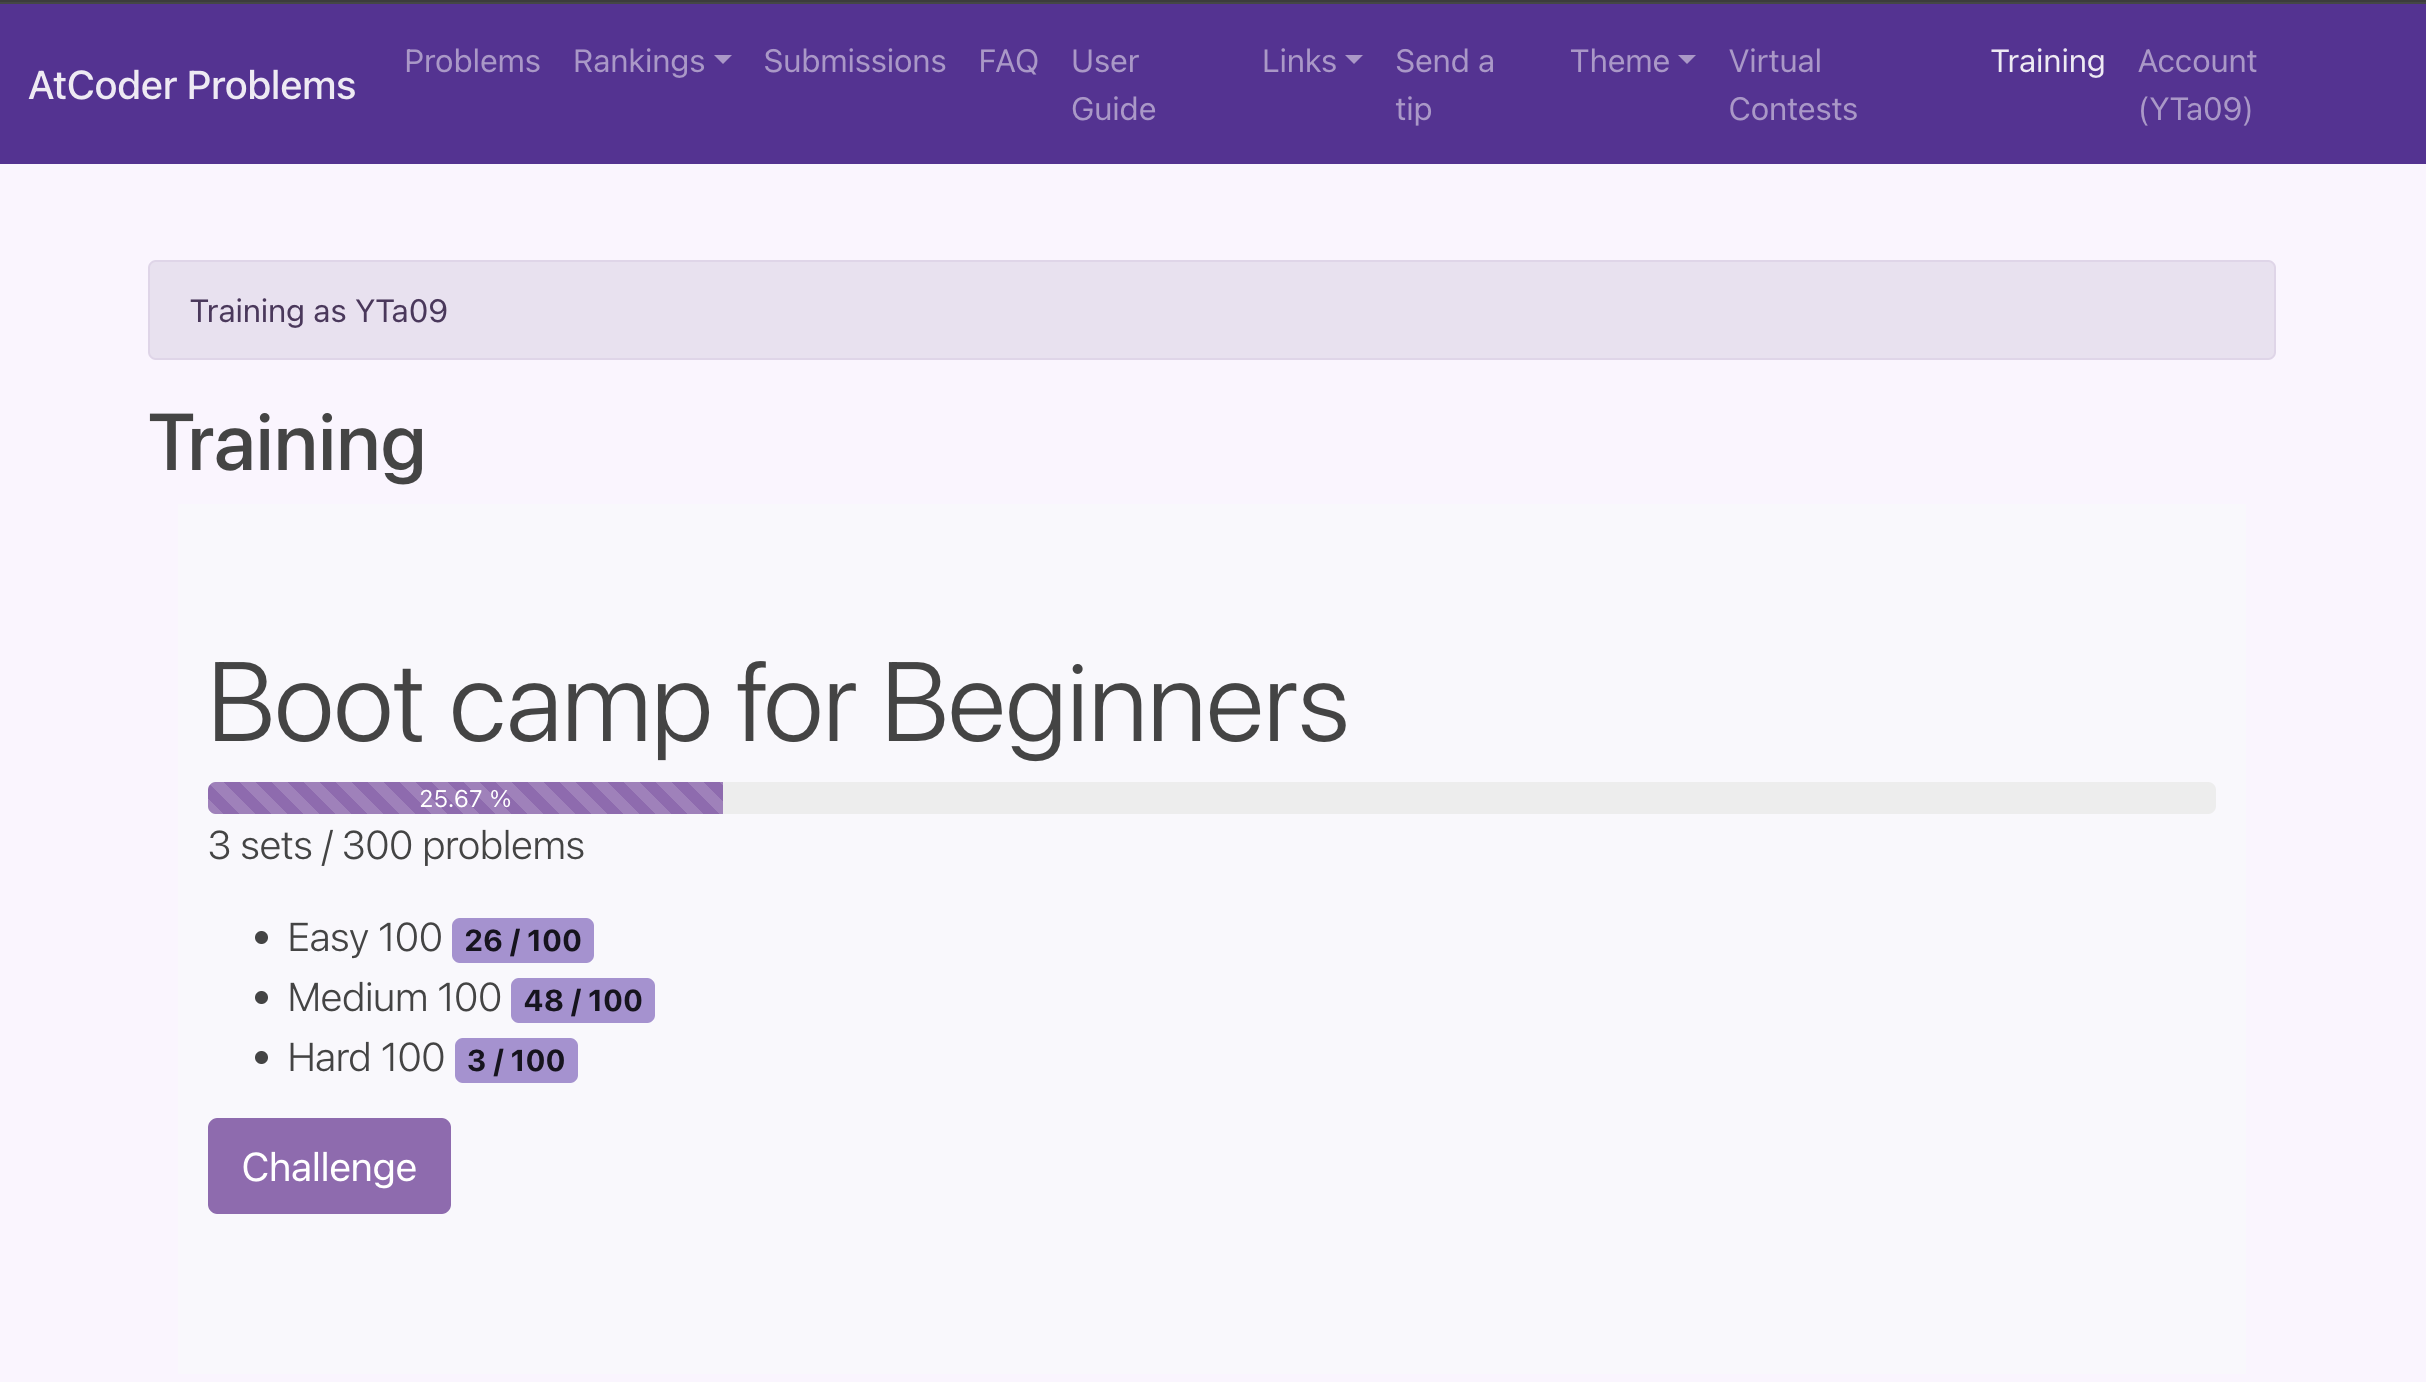 AtCoder Problems
Problems
Rankings
Submissions
FAQ
User
Guide
Links
Send a
tip
Theme
Virtual
Contests
Training
Account
(YTa09)
Training as YTa09
Training
Boot camp for Beginners
25.67 %
3 sets / 300 problems
Easy 100 26 / 100
Medium 100 48 / 100
Hard 100 3 / 100
Challenge